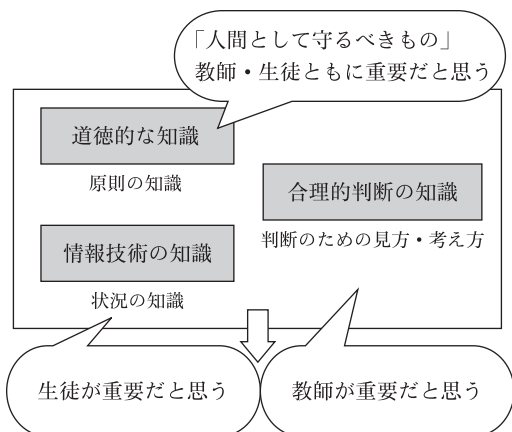 「人間として守るべきもの」
教師・生徒ともに重要だと思う
道徳的な知識
原則の知識
合理的判断の知識
判断のための見方・考え方
情報技術の知識
状況の知識
生徒が重要だと思う
教師が重要だと思う